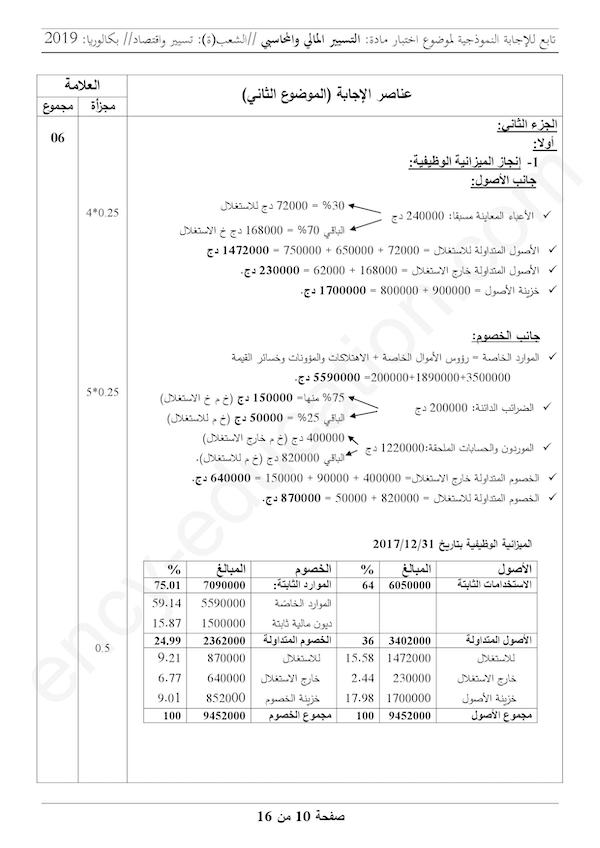 تابع للإجابة النموذجية لموضوع اختبار مادة: التسيير المالي والمحاسبي //الشعب(ة): تسيير واقتصاد// بكالوريا: 2019
العلامة
مجموع مجزأة عناصر الإجابة (الموضوع الثاني)
06
الجزء الثاني:
أولا:
1- إنجاز الميزانية الوظيفية:
جانب الأصول:
4*0.25
✓ الأعباء المعاينة مسبقا: 240000 دج
30% = 72000 دج للاستغلال
الباقي 70% = 168000 دج خ الاستغلال
✓ الأصول المتداولة للاستغلال = 72000 + 650000 + 750000 = 1472000 دج
✓ الأصول المتداولة خارج الاستغلال = 168000 + 62000 = 230000 دج.
✓ خزينة الأصول = 900000 + 800000 = 1700000 دج.
جانب الخصوم:
✓ الموارد الخاصة = رؤوس الأموال الخاصة + الاهتلاكات والمؤونات وخسائر القيمة
3500000+1890000+200000= 5590000 دج.
5*0.25
✓ الضرائب الدائنة: 200000 دج
75% منها= 150000 دج (خ م خ الاستغلال)
الباقي 25% = 50000 دج (خ م للاستغلال)
✓ الموردون والحسابات الملحقة:1220000 دج
400000 دج (خ م خارج الاستغلال)
الباقي 820000 دج (خ م للاستغلال).
✓ الخصوم المتداولة خارج الاستغلال= 400000 + 90000 + 150000 = 640000 دج.
✓ الخصوم المتداولة للاستغلال = 820000 + 50000 = 870000 دج.
الميزانية الوظيفية بتاريخ 2017/12/31
الأصول المبالغ % الخصوم المبالغ %
الاستخدامات الثابتة 6050000 64 الموارد الثابتة: 7090000 75.01
الموارد الخاصة 5590000 59.14
ديون مالية ثابتة 1500000 15.87
الأصول المتداولة 3402000 36 الخصوم المتداولة 2362000 24.99
0.5
للاستغلال 1472000 15.58 للاستغلال 870000 9.21
خارج الاستغلال 230000 2.44 خارج الاستغلال 640000 6.77
خزينة الأصول 1700000 17.98 خزينة الخصوم 852000 9.01
مجموع الأصول 9452000 100 مجموع الخصوم 9452000 100
صفحة 10 من 16
ency-education.com